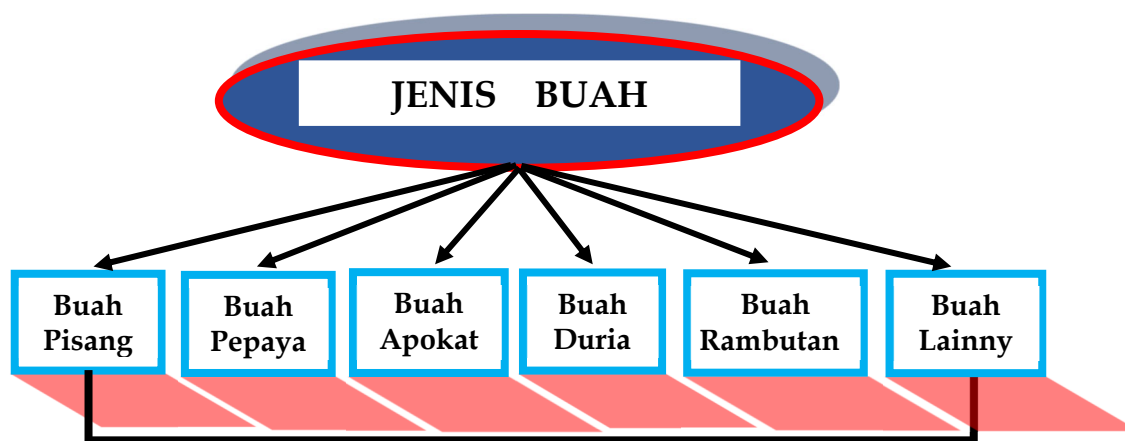 JENIS BUAH
Buah
Pisang
Buah
Pepaya
Buah
Apokat
Buah
Duria
Buah
Rambutan
Buah
Lainny